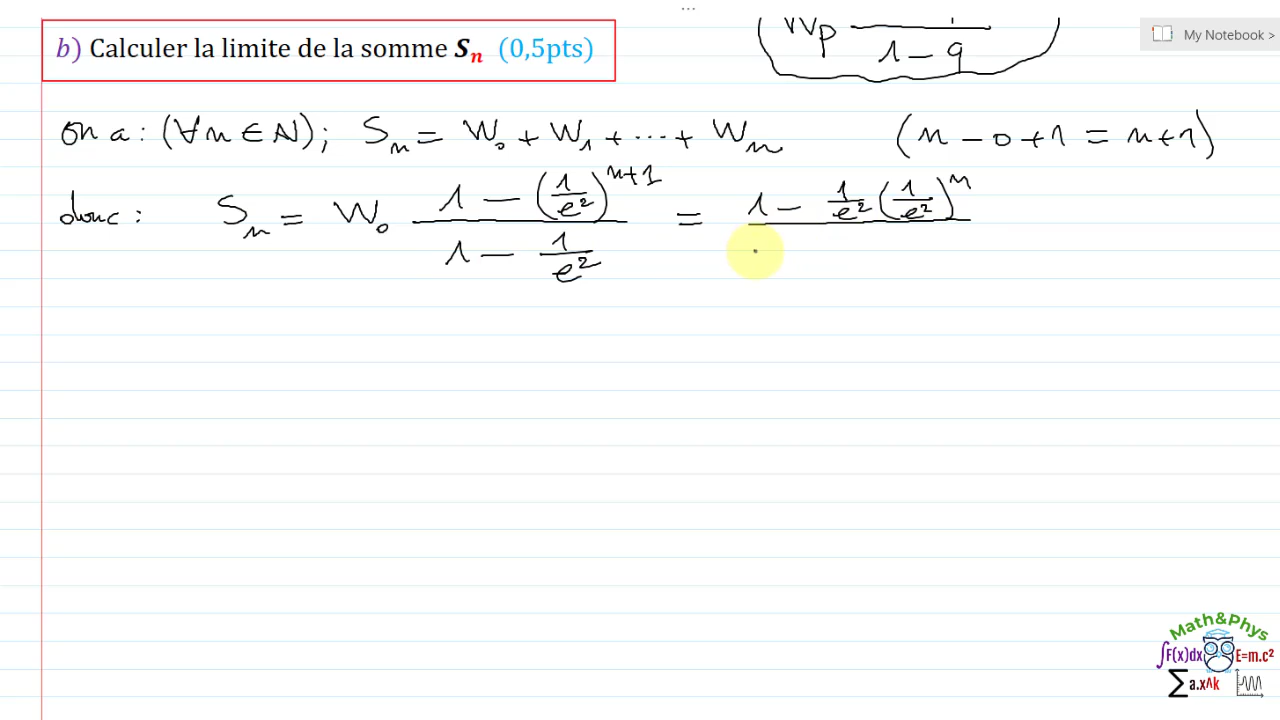 ...
b) Calculer la limite de la somme Sₙ (0,5pts)
Wp
1 - q
My Notebook >
on a : (∀n ∈ ℕ); Sₙ = W₀ + W₁ + ... + Wₙ (n - 0 + 1 = n + 1)
donc : Sₙ = W₀ (1 - (1/e²)ⁿ⁺¹) / (1 - 1/e²) = 1 - 1/e² (1/e²)ⁿ
Math&Phys
∫F(x)dx E=m.c²
∑ a.x^k